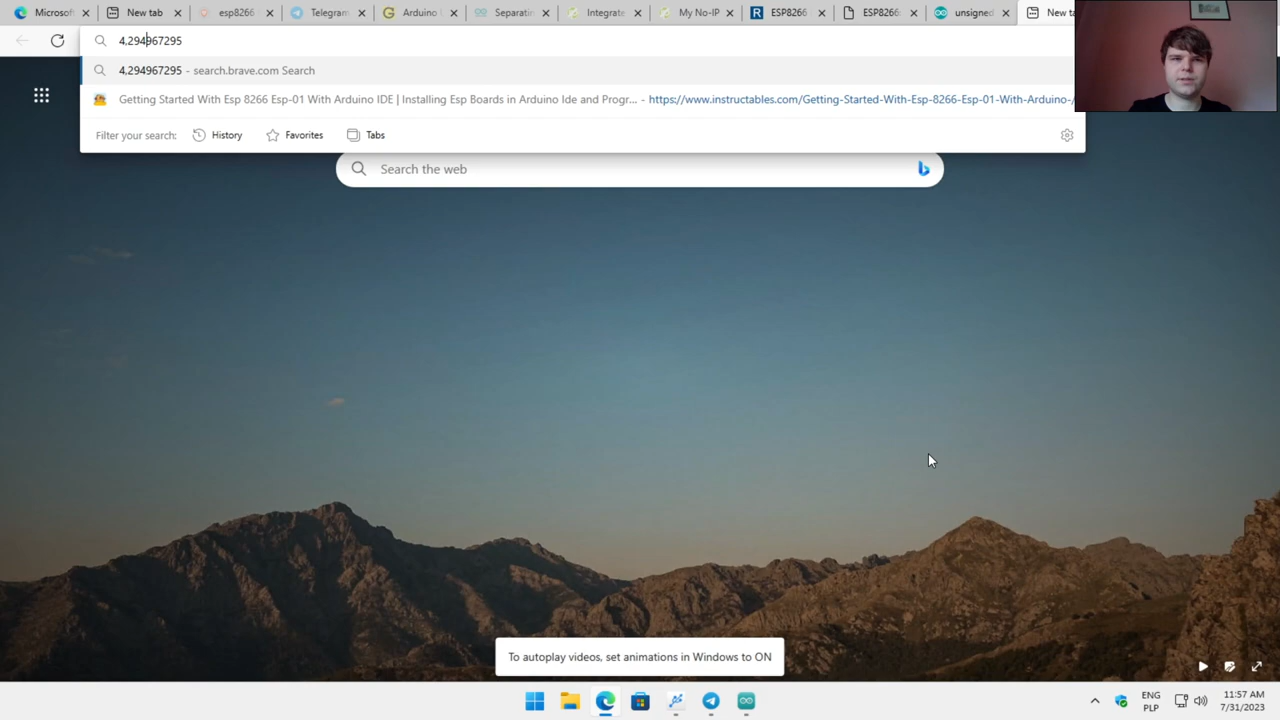 Microsoft
New tab
esp8266
Telegram
Arduino
Separatin
Integrate
My No-IP
ESP8266
ESP8266:
unsigned
New ta
4,294967295
4,294967295 - search.brave.com Search
Getting Started With Esp 8266 Esp-01 With Arduino IDE | Installing Esp Boards in Arduino Ide and Progr... - https://www.instructables.com/Getting-Started-With-Esp-8266-Esp-01-With-Arduino-/
Filter your search: History Favorites Tabs
Search the web
To autoplay videos, set animations in Windows to ON
ENG
PLP
11:57 AM
7/31/2023